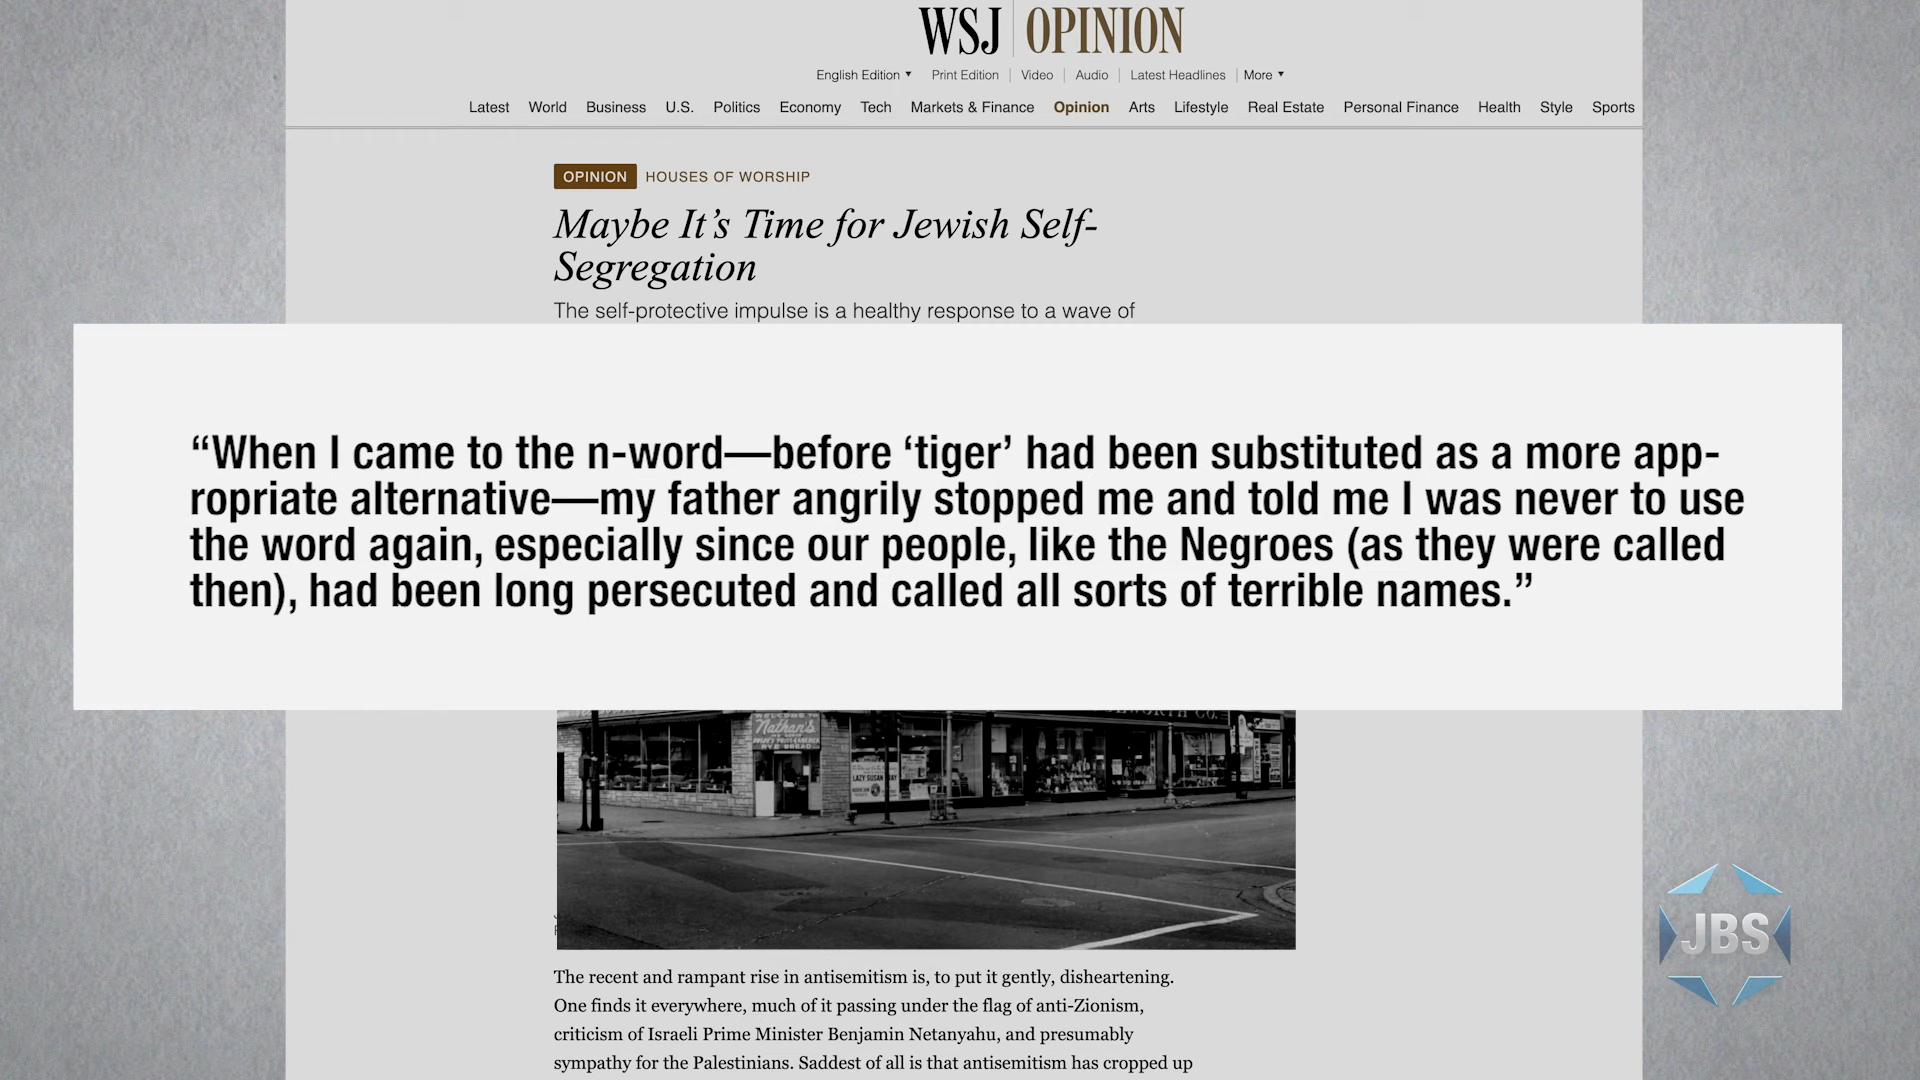 WSJ OPINION
English Edition Print Edition Video Audio Latest Headlines More
Latest World Business U.S. Politics Economy Tech Markets & Finance Opinion Arts Lifestyle Real Estate Personal Finance Health Style Sports
OPINION HOUSES OF WORSHIP
Maybe It’s Time for Jewish Self-
Segregation
The self-protective impulse is a healthy response to a wave of
“When I came to the n-word—before ‘tiger’ had been substituted as a more app-
ropriate alternative—my father angrily stopped me and told me I was never to use
the word again, especially since our people, like the Negroes (as they were called
then), had been long persecuted and called all sorts of terrible names.”
Nathan's
LAZY SUSAN
The recent and rampant rise in antisemitism is, to put it gently, disheartening.
One finds it everywhere, much of it passing under the flag of anti-Zionism,
criticism of Israeli Prime Minister Benjamin Netanyahu, and presumably
sympathy for the Palestinians. Saddest of all is that antisemitism has cropped up
JBS